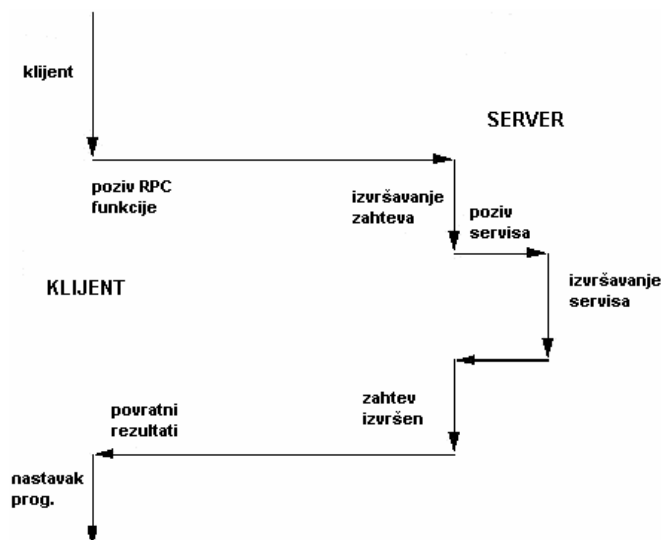 klijent
SERVER
poziv RPC
funkcije
izvršavanje
zahteva
poziv
servisa
KLIJENT
izvršavanje
servisa
zahtev
izvršen
povratni
rezultati
nastavak
prog.